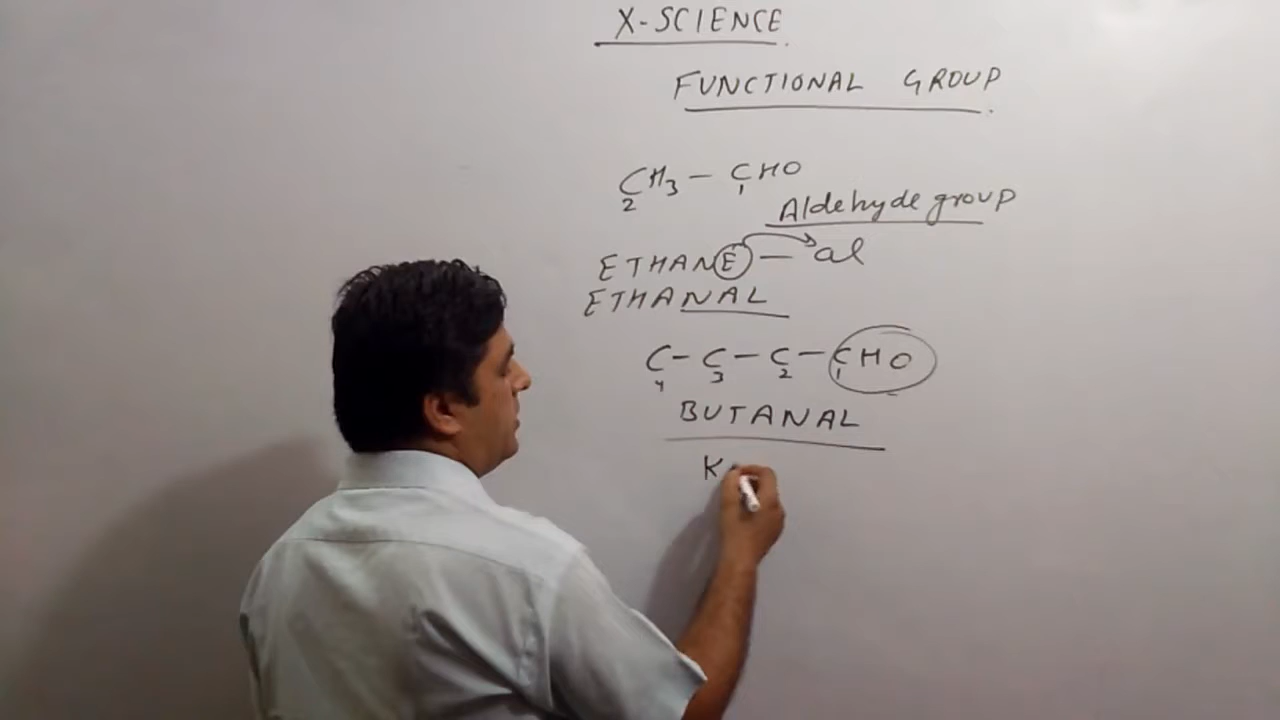 X-SCIENCE
FUNCTIONAL GROUP
CH3 - CHO
2 1
Aldehyde group
ETHANE - al
ETHANAL
C - C - C - CHO
4 3 2 1
BUTANAL
K